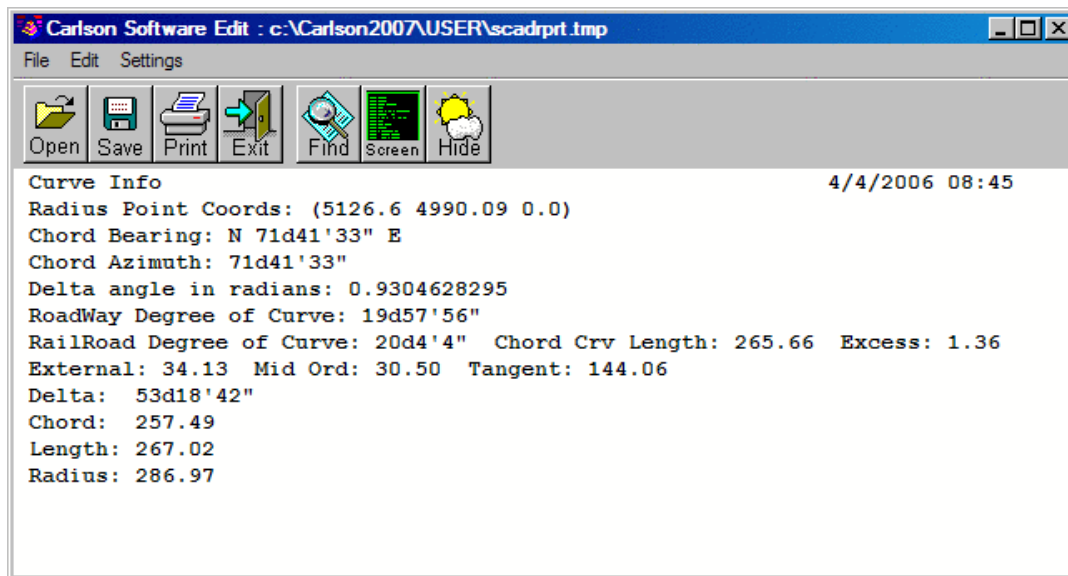 Carlson Software Edit : c:\Carlson2007\USER\scadrprt.tmp
File Edit Settings
Open Save Print Exit Find Screen Hide
Curve Info 4/4/2006 08:45
Radius Point Coords: (5126.6 4990.09 0.0)
Chord Bearing: N 71d41'33" E
Chord Azimuth: 71d41'33"
Delta angle in radians: 0.9304628295
RoadWay Degree of Curve: 19d57'56"
RailRoad Degree of Curve: 20d4'4" Chord Crv Length: 265.66 Excess: 1.36
External: 34.13 Mid Ord: 30.50 Tangent: 144.06
Delta: 53d18'42"
Chord: 257.49
Length: 267.02
Radius: 286.97